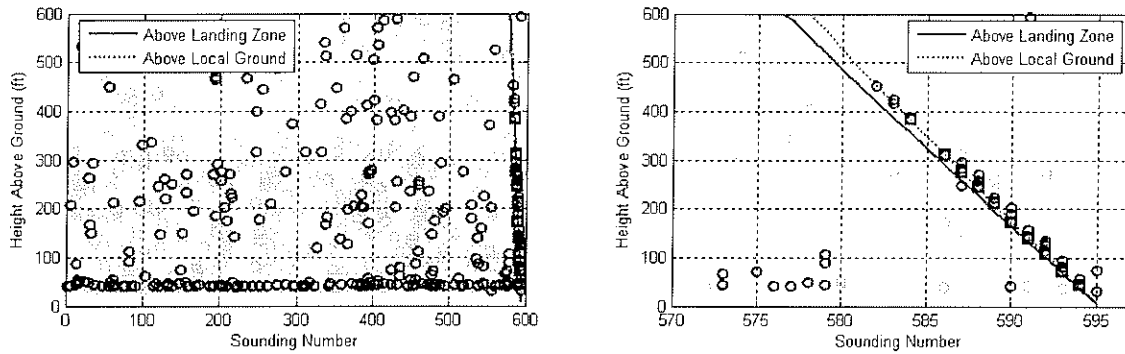 600
500
400
300
200
100
0
Height Above Ground (ft)
0 100 200 300 400 500 600
Sounding Number
Above Landing Zone
Above Local Ground
600
500
400
300
200
100
0
Height Above Ground (ft)
570 575 580 585 590 595
Sounding Number
Above Landing Zone
Above Local Ground